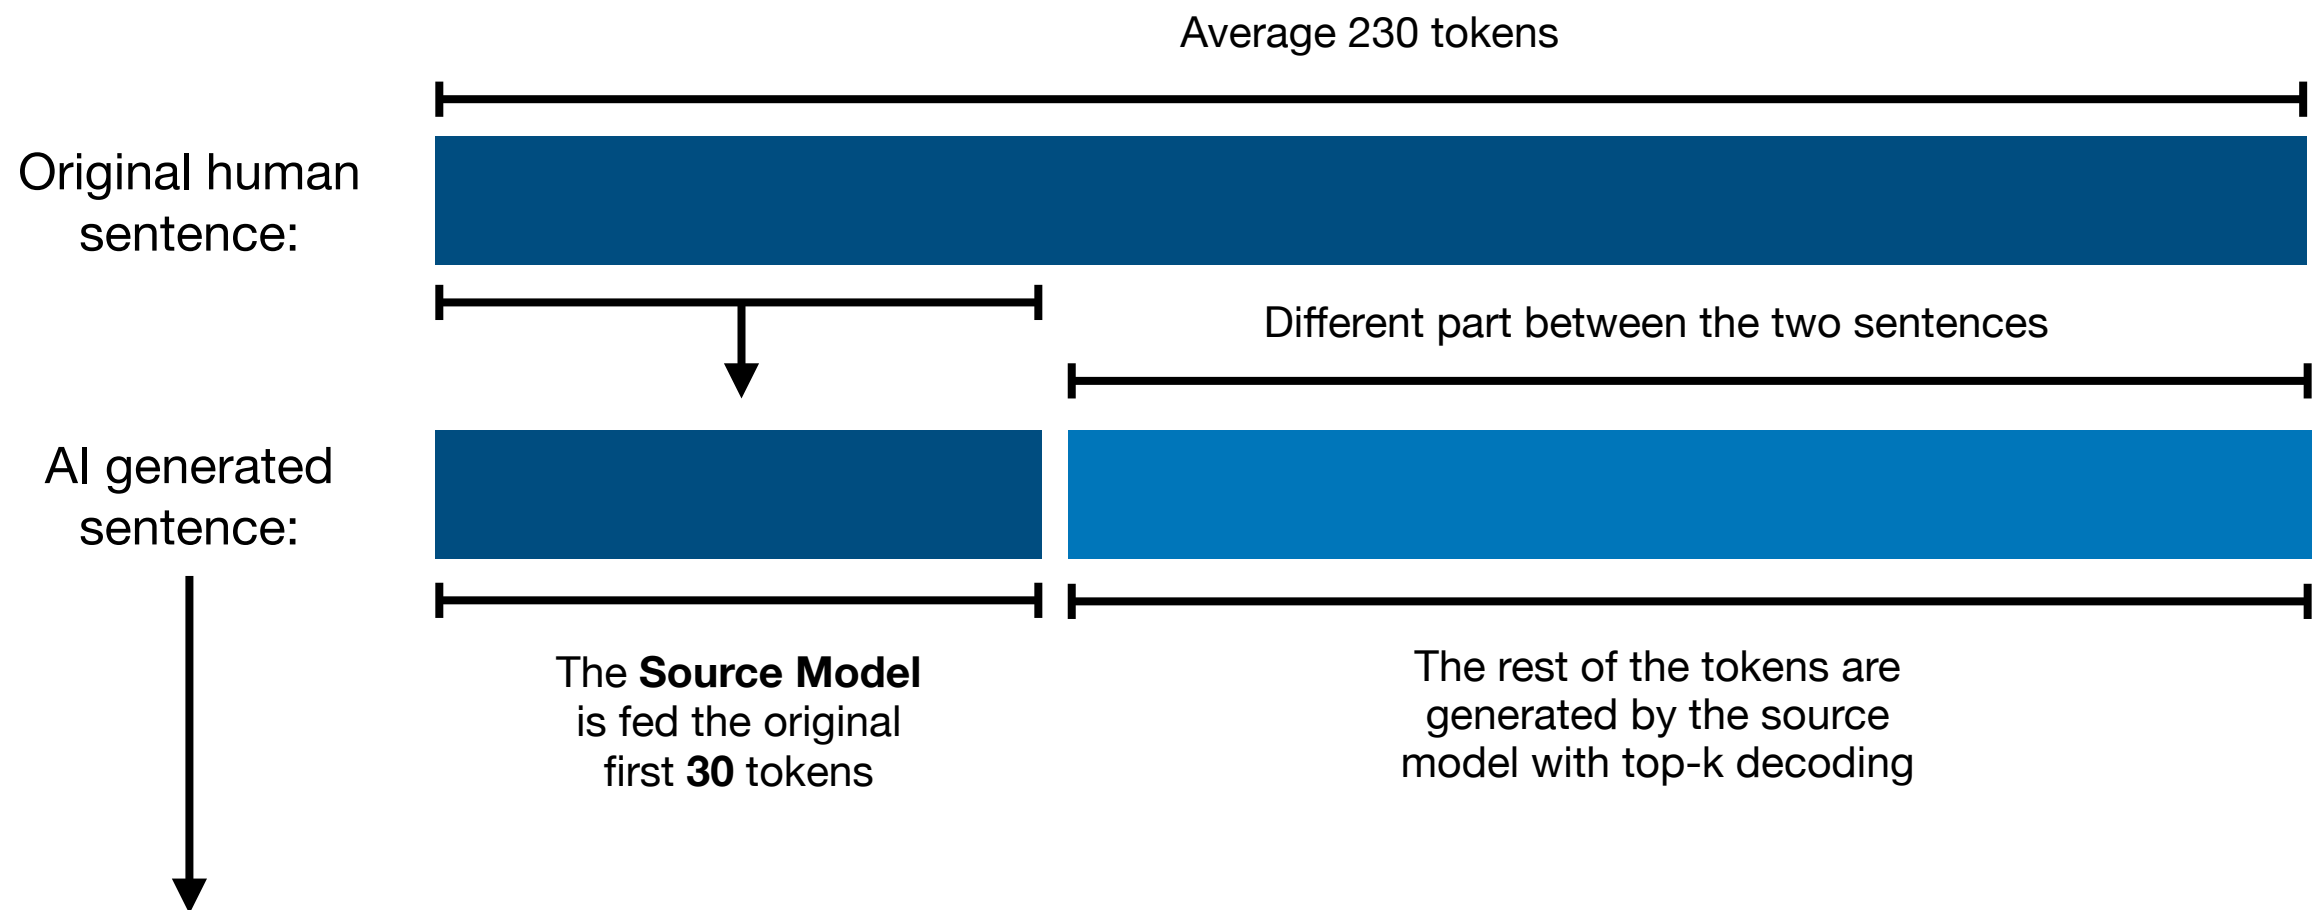 Average 230 tokens
Original human
sentence:
Different part between the two sentences
AI generated
sentence:
The Source Model
is fed the original
first 30 tokens
The rest of the tokens are
generated by the source
model with top-k decoding